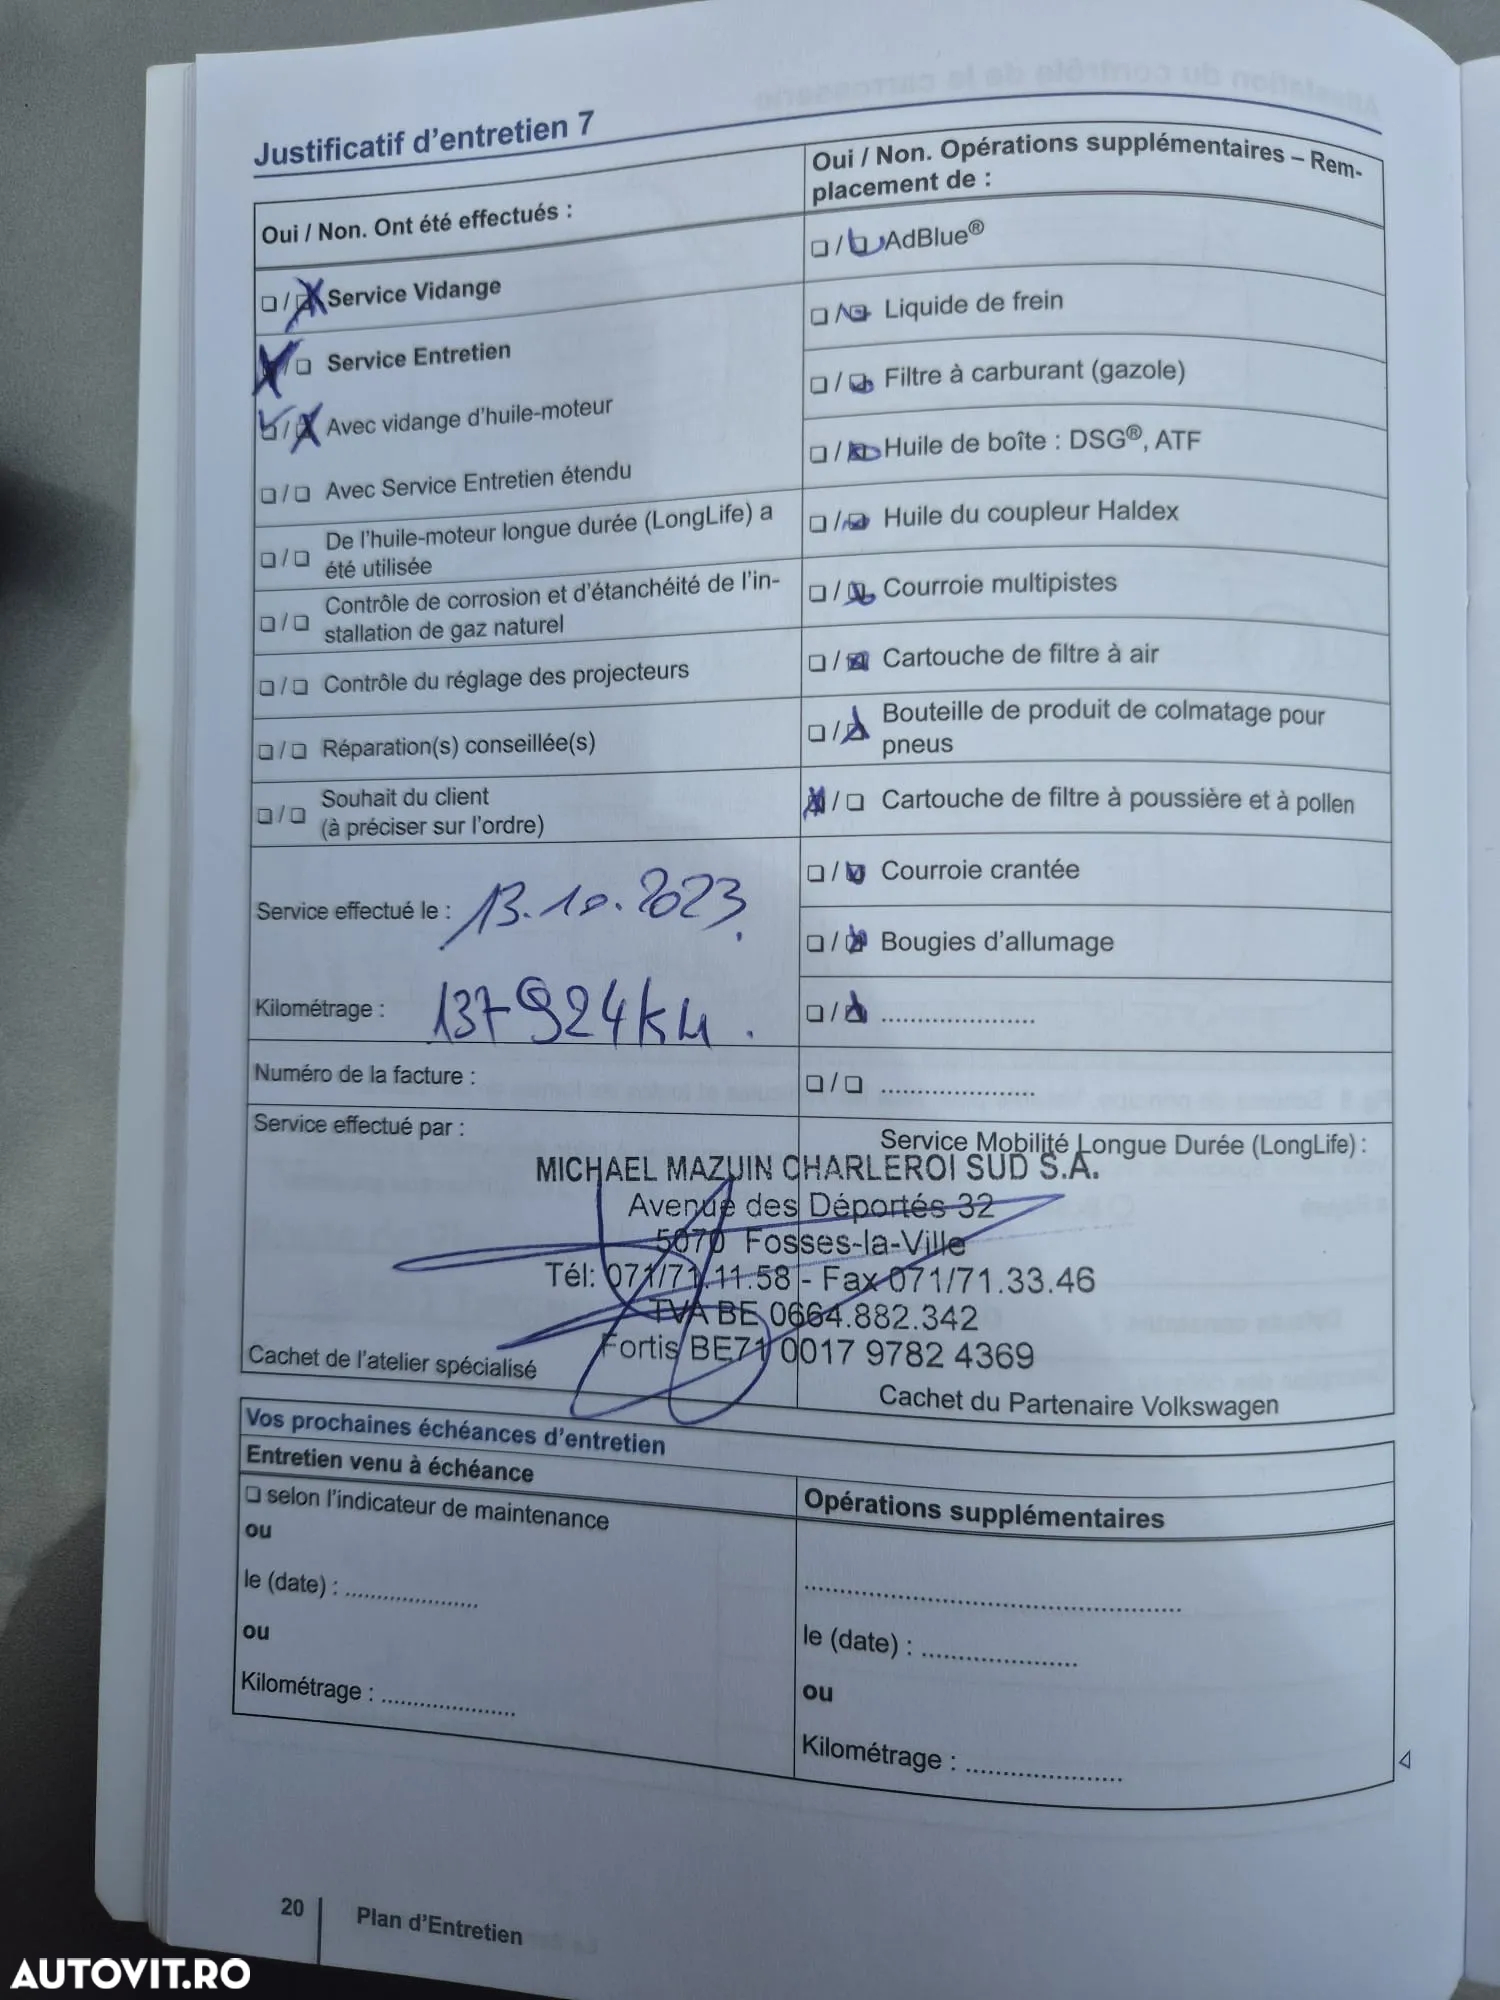 Justificatif d'entretien 7
Oui / Non. Ont été effectués :
❏ / ❏ Service Vidange
❏ / ❏ Service Entretien
❏ / ❏ Avec vidange d'huile-moteur
❏ / ❏ Avec Service Entretien étendu
❏ / ❏ De l'huile-moteur longue durée (LongLife) a
été utilisée
❏ / ❏ Contrôle de corrosion et d'étanchéité de l'in-
stallation de gaz naturel
❏ / ❏ Contrôle du réglage des projecteurs
❏ / ❏ Réparation(s) conseillée(s)
❏ / ❏ Souhait du client
(à préciser sur l'ordre)
Service effectué le : 13.10.2023.
Kilométrage : 137 924 km.
Numéro de la facture :
Service effectué par :
Oui / Non. Opérations supplémentaires – Rem-
placement de :
❏ / ❏ AdBlue®
❏ / ❏ Liquide de frein
❏ / ❏ Filtre à carburant (gazole)
❏ / ❏ Huile de boîte : DSG®, ATF
❏ / ❏ Huile du coupleur Haldex
❏ / ❏ Courroie multipistes
❏ / ❏ Cartouche de filtre à air
❏ / ❏ Bouteille de produit de colmatage pour
pneus
❏ / ❏ Cartouche de filtre à poussière et à pollen
❏ / ❏ Courroie crantée
❏ / ❏ Bougies d'allumage
❏ / ❏ .....................
❏ / ❏ .....................
Service Mobilité Longue Durée (LongLife) :
MICHAEL MAZUIN CHARLEROI SUD S.A.
Avenue des Déportés 32
5070 Fosses-la-Ville
Tél: 071/71.11.58 - Fax 071/71.33.46
TVA BE 0664.882.342
Fortis BE71 0017 9782 4369
Cachet de l'atelier spécialisé
Cachet du Partenaire Volkswagen
Vos prochaines échéances d'entretien
Entretien venu à échéance
❏ selon l'indicateur de maintenance
ou
le (date) : .....................
ou
Kilométrage : .....................
Opérations supplémentaires
....................................................
le (date) : .....................
ou
Kilométrage : .....................
20 Plan d'Entretien
AUTOVIT.RO